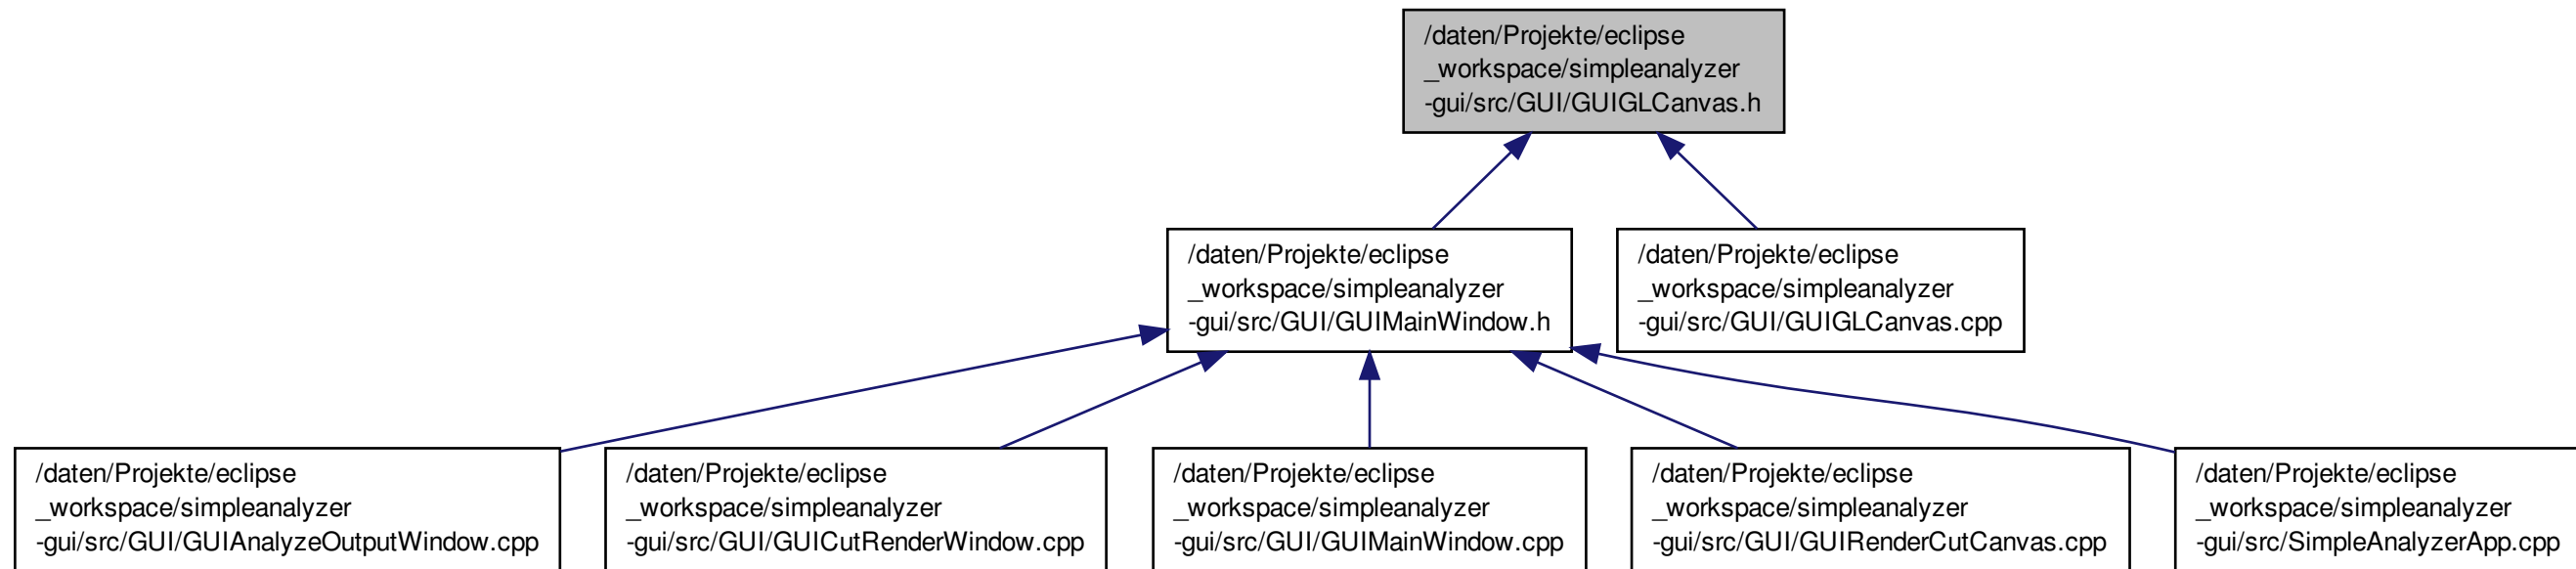 /daten/Projekte/eclipse
_workspace/simpleanalyzer
-gui/src/GUI/GUIGLCanvas.h
/daten/Projekte/eclipse
_workspace/simpleanalyzer
-gui/src/GUI/GUIMainWindow.h
/daten/Projekte/eclipse
_workspace/simpleanalyzer
-gui/src/GUI/GUIGLCanvas.cpp
/daten/Projekte/eclipse
_workspace/simpleanalyzer
-gui/src/GUI/GUIAnalyzeOutputWindow.cpp
/daten/Projekte/eclipse
_workspace/simpleanalyzer
-gui/src/GUI/GUICutRenderWindow.cpp
/daten/Projekte/eclipse
_workspace/simpleanalyzer
-gui/src/GUI/GUIMainWindow.cpp
/daten/Projekte/eclipse
_workspace/simpleanalyzer
-gui/src/GUI/GUIRenderCutCanvas.cpp
/daten/Projekte/eclipse
_workspace/simpleanalyzer
-gui/src/SimpleAnalyzerApp.cpp